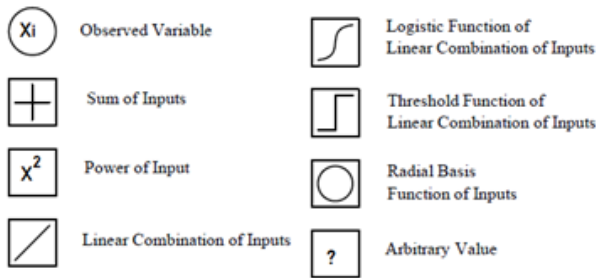 Xi Observed Variable
Sum of Inputs
X² Power of Input
Linear Combination of Inputs
Logistic Function of
Linear Combination of Inputs
Threshold Function of
Linear Combination of Inputs
Radial Basis
Function of Inputs
? Arbitrary Value